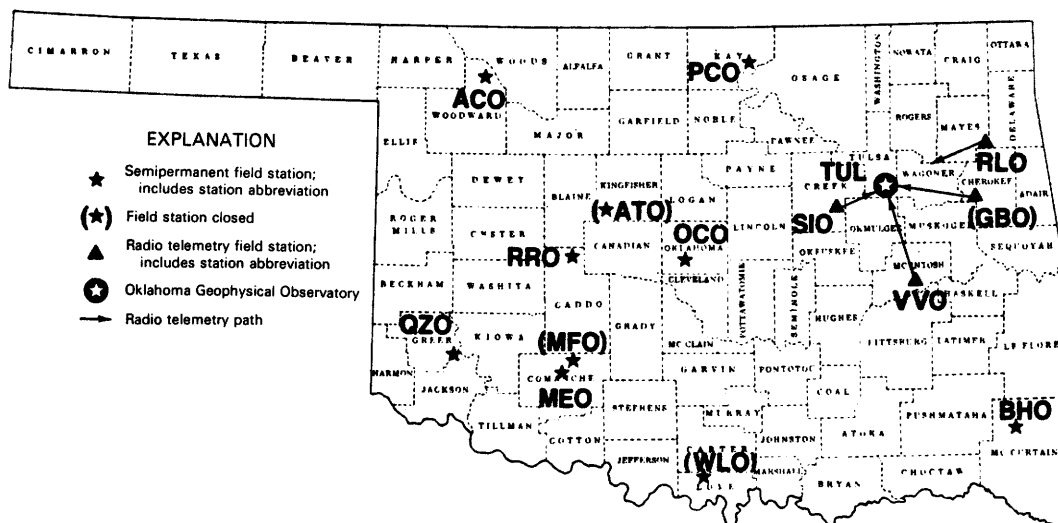 CIMARRON
TEXAS
BEAVER
HARPER
WOODS
ALFALFA
GRANT
KAY
OSAGE
WASHINGTON
NOWATA
CRAIG
OTTAWA
DELAWARE
PCO
ACO
WOODWARD
MAJOR
GARFIELD
NOBLE
PAWNEE
ROGERS
MAYES
ELLIS
EXPLANATION
Semipermanent field station;
includes station abbreviation
(★) Field station closed
Radio telemetry field station;
includes station abbreviation
Oklahoma Geophysical Observatory
Radio telemetry path
DEWEY
BLAINE
KINGFISHER
LOGAN
PAYNE
CREEK
TULSA
TUL
WAGONER
RLO
CHEROKEE
ADAIR
(★ATO)
SIO
(GBO)
ROGER
MILLS
CUSTER
CANADIAN
OCO
OKLAHOMA
LINCOLN
OKMULGEE
MUSKOGEE
SEQUOYAH
RRO
CLEVELAND
OKFUSKEE
MCINTOSH
VVO
HASKELL
BECKHAM
WASHITA
CADDO
GRADY
POTTAWATOMIE
SEMINOLE
HUGHES
PITTSBURG
LATIMER
LE FLORE
QZO
GREER
KIOWA
(MFO)
MC CLAIN
HARMON
JACKSON
COMANCHE
MEO
GARVIN
PONTOTOC
COAL
TILLMAN
COTTON
STEPHENS
MURRAY
JOHNSTON
ATOKA
PUSHMATAHA
BHO
MC CURTAIN
JEFFERSON
CARTER
(WLO)
LOVE
MARSHALL
BRYAN
CHOCTAW